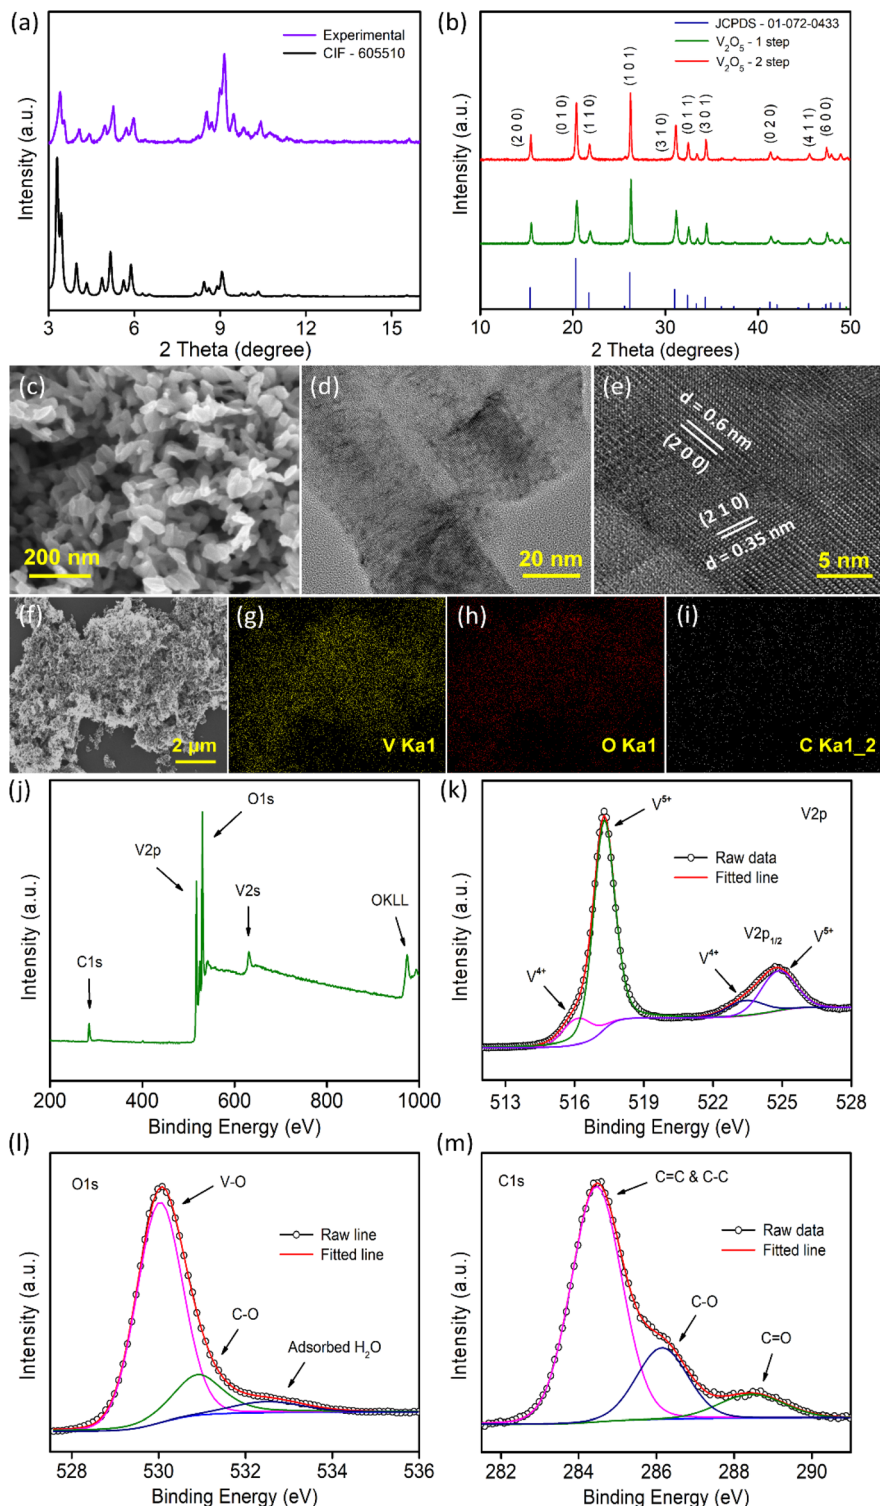 (a)
Experimental
CIF - 605510
Intensity (a.u.)
3 6 9 12 15
2 Theta (degree)
(b)
JCPDS - 01-072-0433
V₂O₅ - 1 step
V₂O₅ - 2 step
(2 0 0)
(0 1 0)
(1 1 0)
(1 0 1)
(3 1 0)
(0 1 1)
(3 0 1)
(0 2 0)
(4 1 1)
(6 0 0)
Intensity (a.u.)
10 20 30 40 50
2 Theta (degrees)
(c)
200 nm
(d)
20 nm
(e)
d = 0.6 nm
(2 0 0)
(2 1 0)
d = 0.35 nm
5 nm
(f)
2 μm
(g)
V Ka1
(h)
O Ka1
(i)
C Ka1_2
(j)
O1s
V2p
V2s
OKLL
C1s
Intensity (a.u.)
200 400 600 800 1000
Binding Energy (eV)
(k)
V⁵⁺
V2p
Raw data
Fitted line
V2p₁/₂
V⁵⁺
V⁴⁺
V⁴⁺
Intensity (a.u.)
513 516 519 522 525 528
Binding Energy (eV)
(l)
O1s
V-O
Raw line
Fitted line
C-O
Adsorbed H₂O
Intensity (a.u.)
528 530 532 534 536
Binding Energy (eV)
(m)
C1s
C=C & C-C
Raw data
Fitted line
C-O
C=O
Intensity (a.u.)
282 284 286 288 290
Binding Energy (eV)